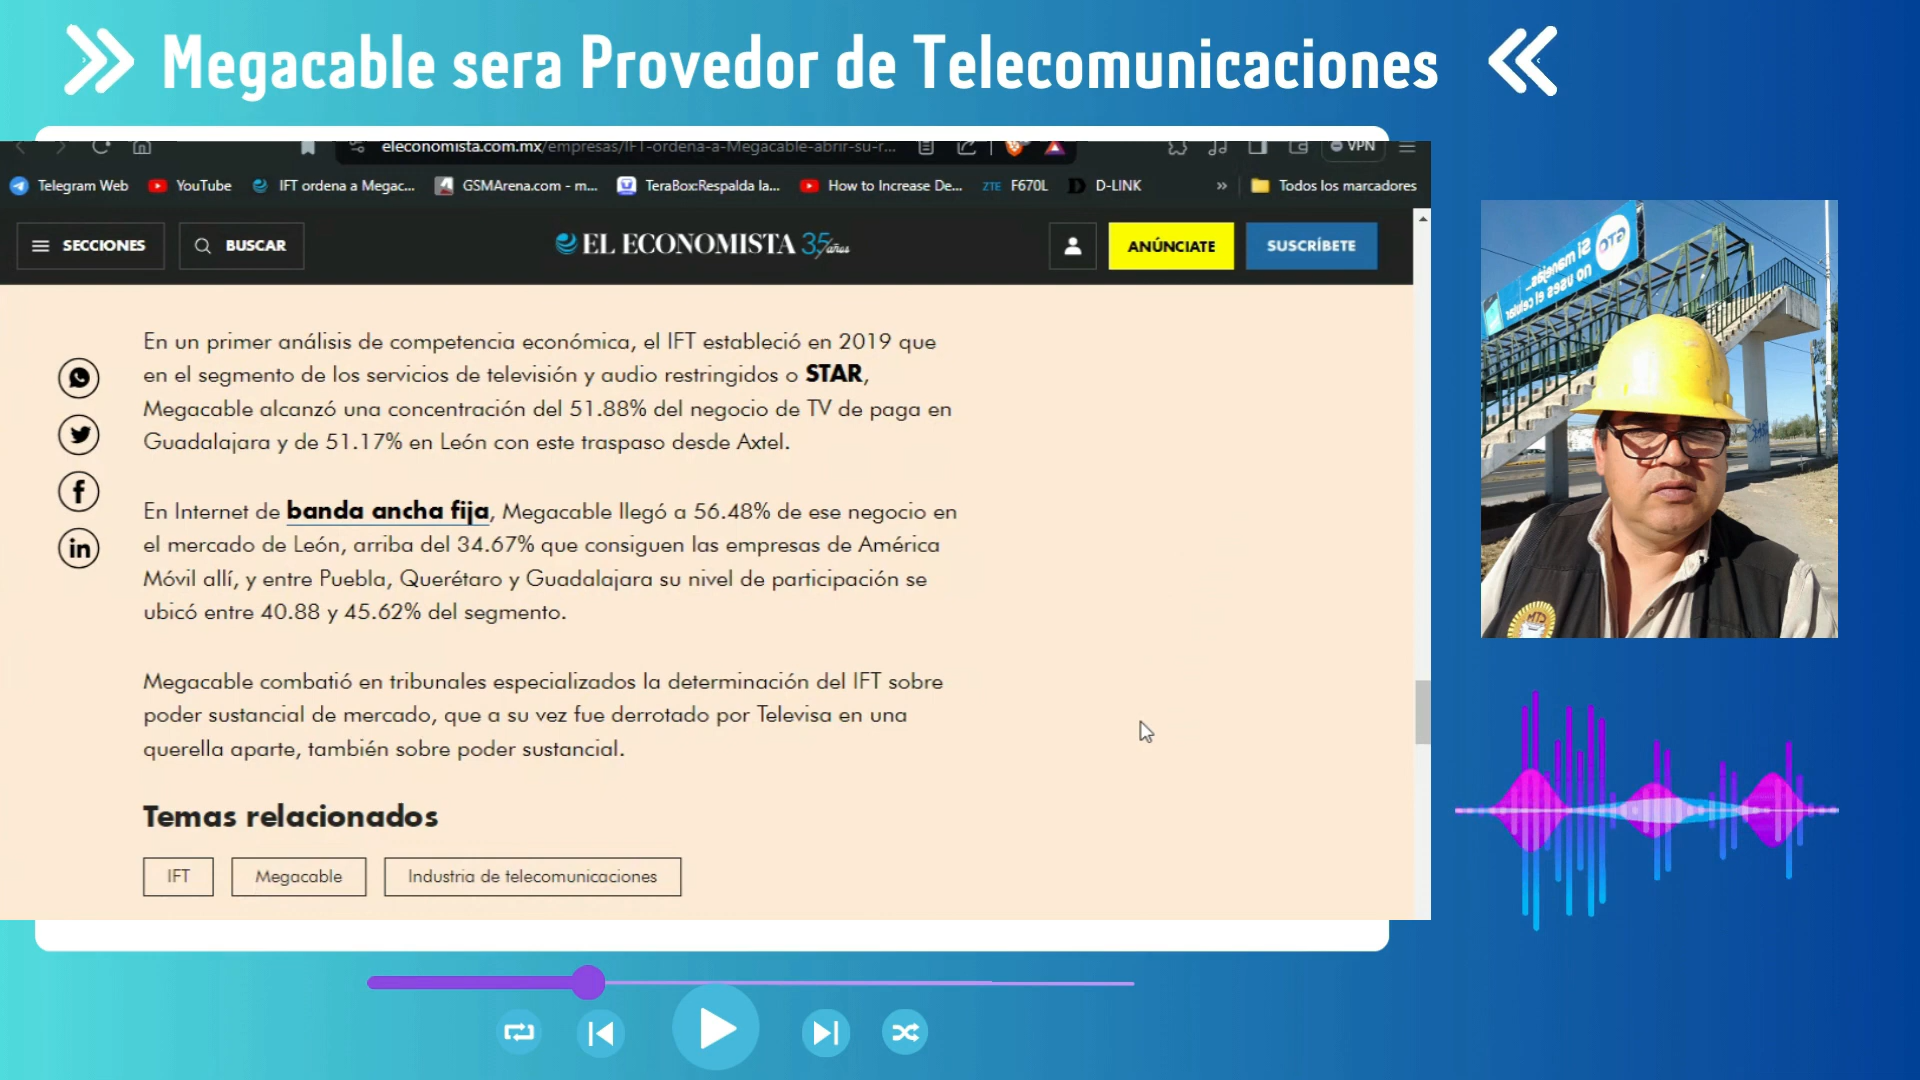 Megacable sera Provedor de Telecomunicaciones
eleconomista.com.mx/empresas/IFT-ordena-a-Megacable-abrir-su-r...
VPN
Telegram Web
YouTube
IFT ordena a Megac...
GSMArena.com - m...
TeraBox:Respalda la...
How to Increase De...
ZTE F670L
D-LINK
»
Todos los marcadores
SECCIONES
BUSCAR
EL ECONOMISTA 35 años
ANÚNCIATE
SUSCRÍBETE
En un primer análisis de competencia económica, el IFT estableció en 2019 que
en el segmento de los servicios de televisión y audio restringidos o STAR,
Megacable alcanzó una concentración del 51.88% del negocio de TV de paga en
Guadalajara y de 51.17% en León con este traspaso desde Axtel.
En Internet de banda ancha fija, Megacable llegó a 56.48% de ese negocio en
el mercado de León, arriba del 34.67% que consiguen las empresas de América
Móvil allí, y entre Puebla, Querétaro y Guadalajara su nivel de participación se
ubicó entre 40.88 y 45.62% del segmento.
Megacable combatió en tribunales especializados la determinación del IFT sobre
poder sustancial de mercado, que a su vez fue derrotado por Televisa en una
querella aparte, también sobre poder sustancial.
Temas relacionados
IFT
Megacable
Industria de telecomunicaciones
Si manejas..
no uses el celular
GTO